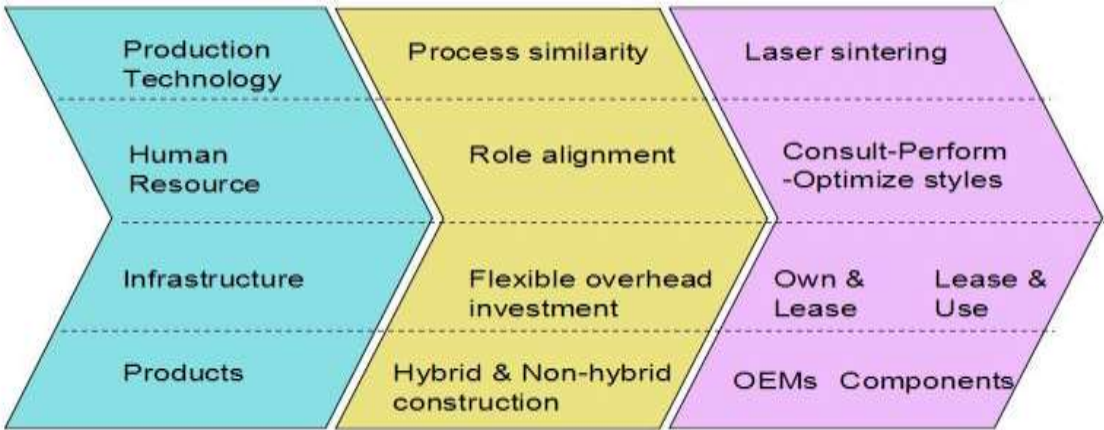 Production
Technology
Process similarity
Laser sintering
Human
Resource
Role alignment
Consult-Perform
-Optimize styles
Infrastructure
Flexible overhead
investment
Own &
Lease
Lease &
Use
Products
Hybrid & Non-hybrid
construction
OEMs Components